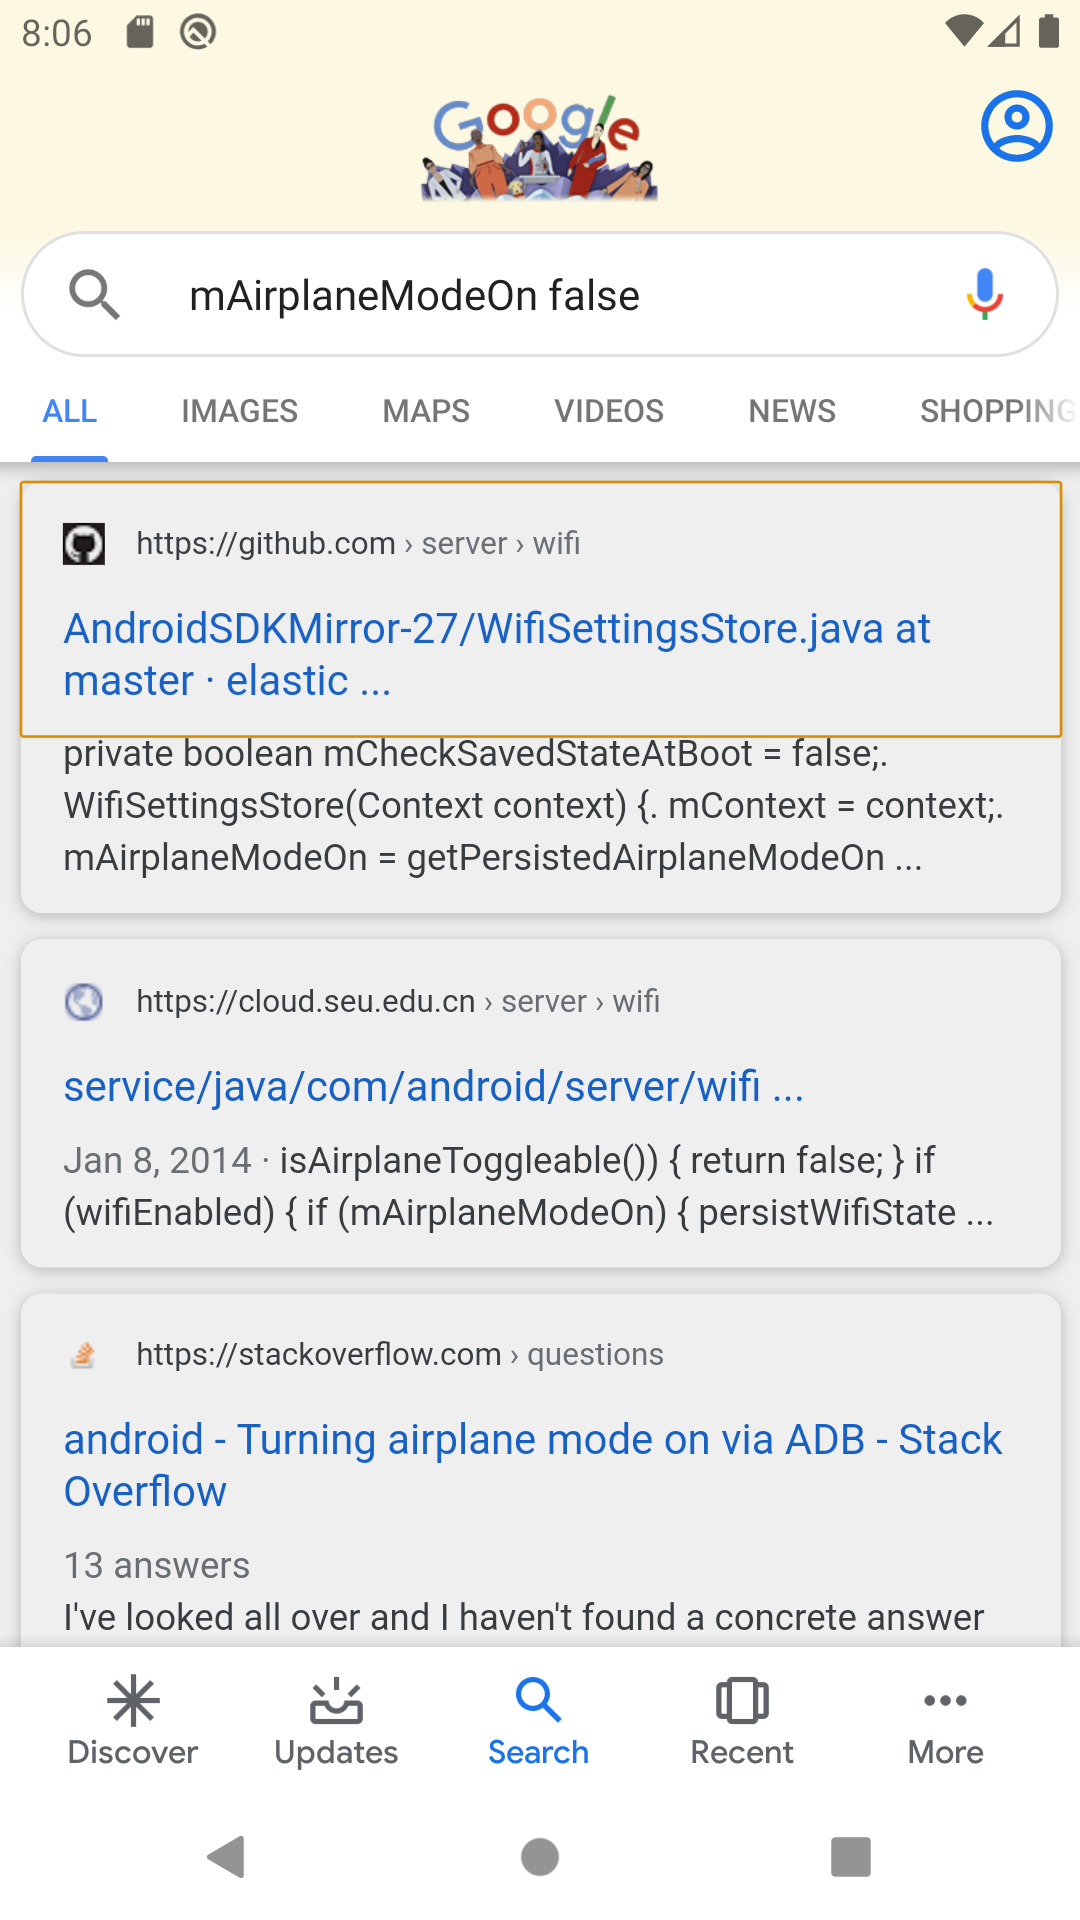 8:06
Google
mAirplaneModeOn false
ALL IMAGES MAPS VIDEOS NEWS SHOPPING
https://github.com › server › wifi
AndroidSDKMirror-27/WifiSettingsStore.java at
master · elastic ...
private boolean mCheckSavedStateAtBoot = false;.
WifiSettingsStore(Context context) {. mContext = context;.
mAirplaneModeOn = getPersistedAirplaneModeOn ...
https://cloud.seu.edu.cn › server › wifi
service/java/com/android/server/wifi ...
Jan 8, 2014 · isAirplaneToggleable()) { return false; } if
(wifiEnabled) { if (mAirplaneModeOn) { persistWifiState ...
https://stackoverflow.com › questions
android - Turning airplane mode on via ADB - Stack
Overflow
13 answers
I've looked all over and I haven't found a concrete answer
Discover Updates Search Recent More